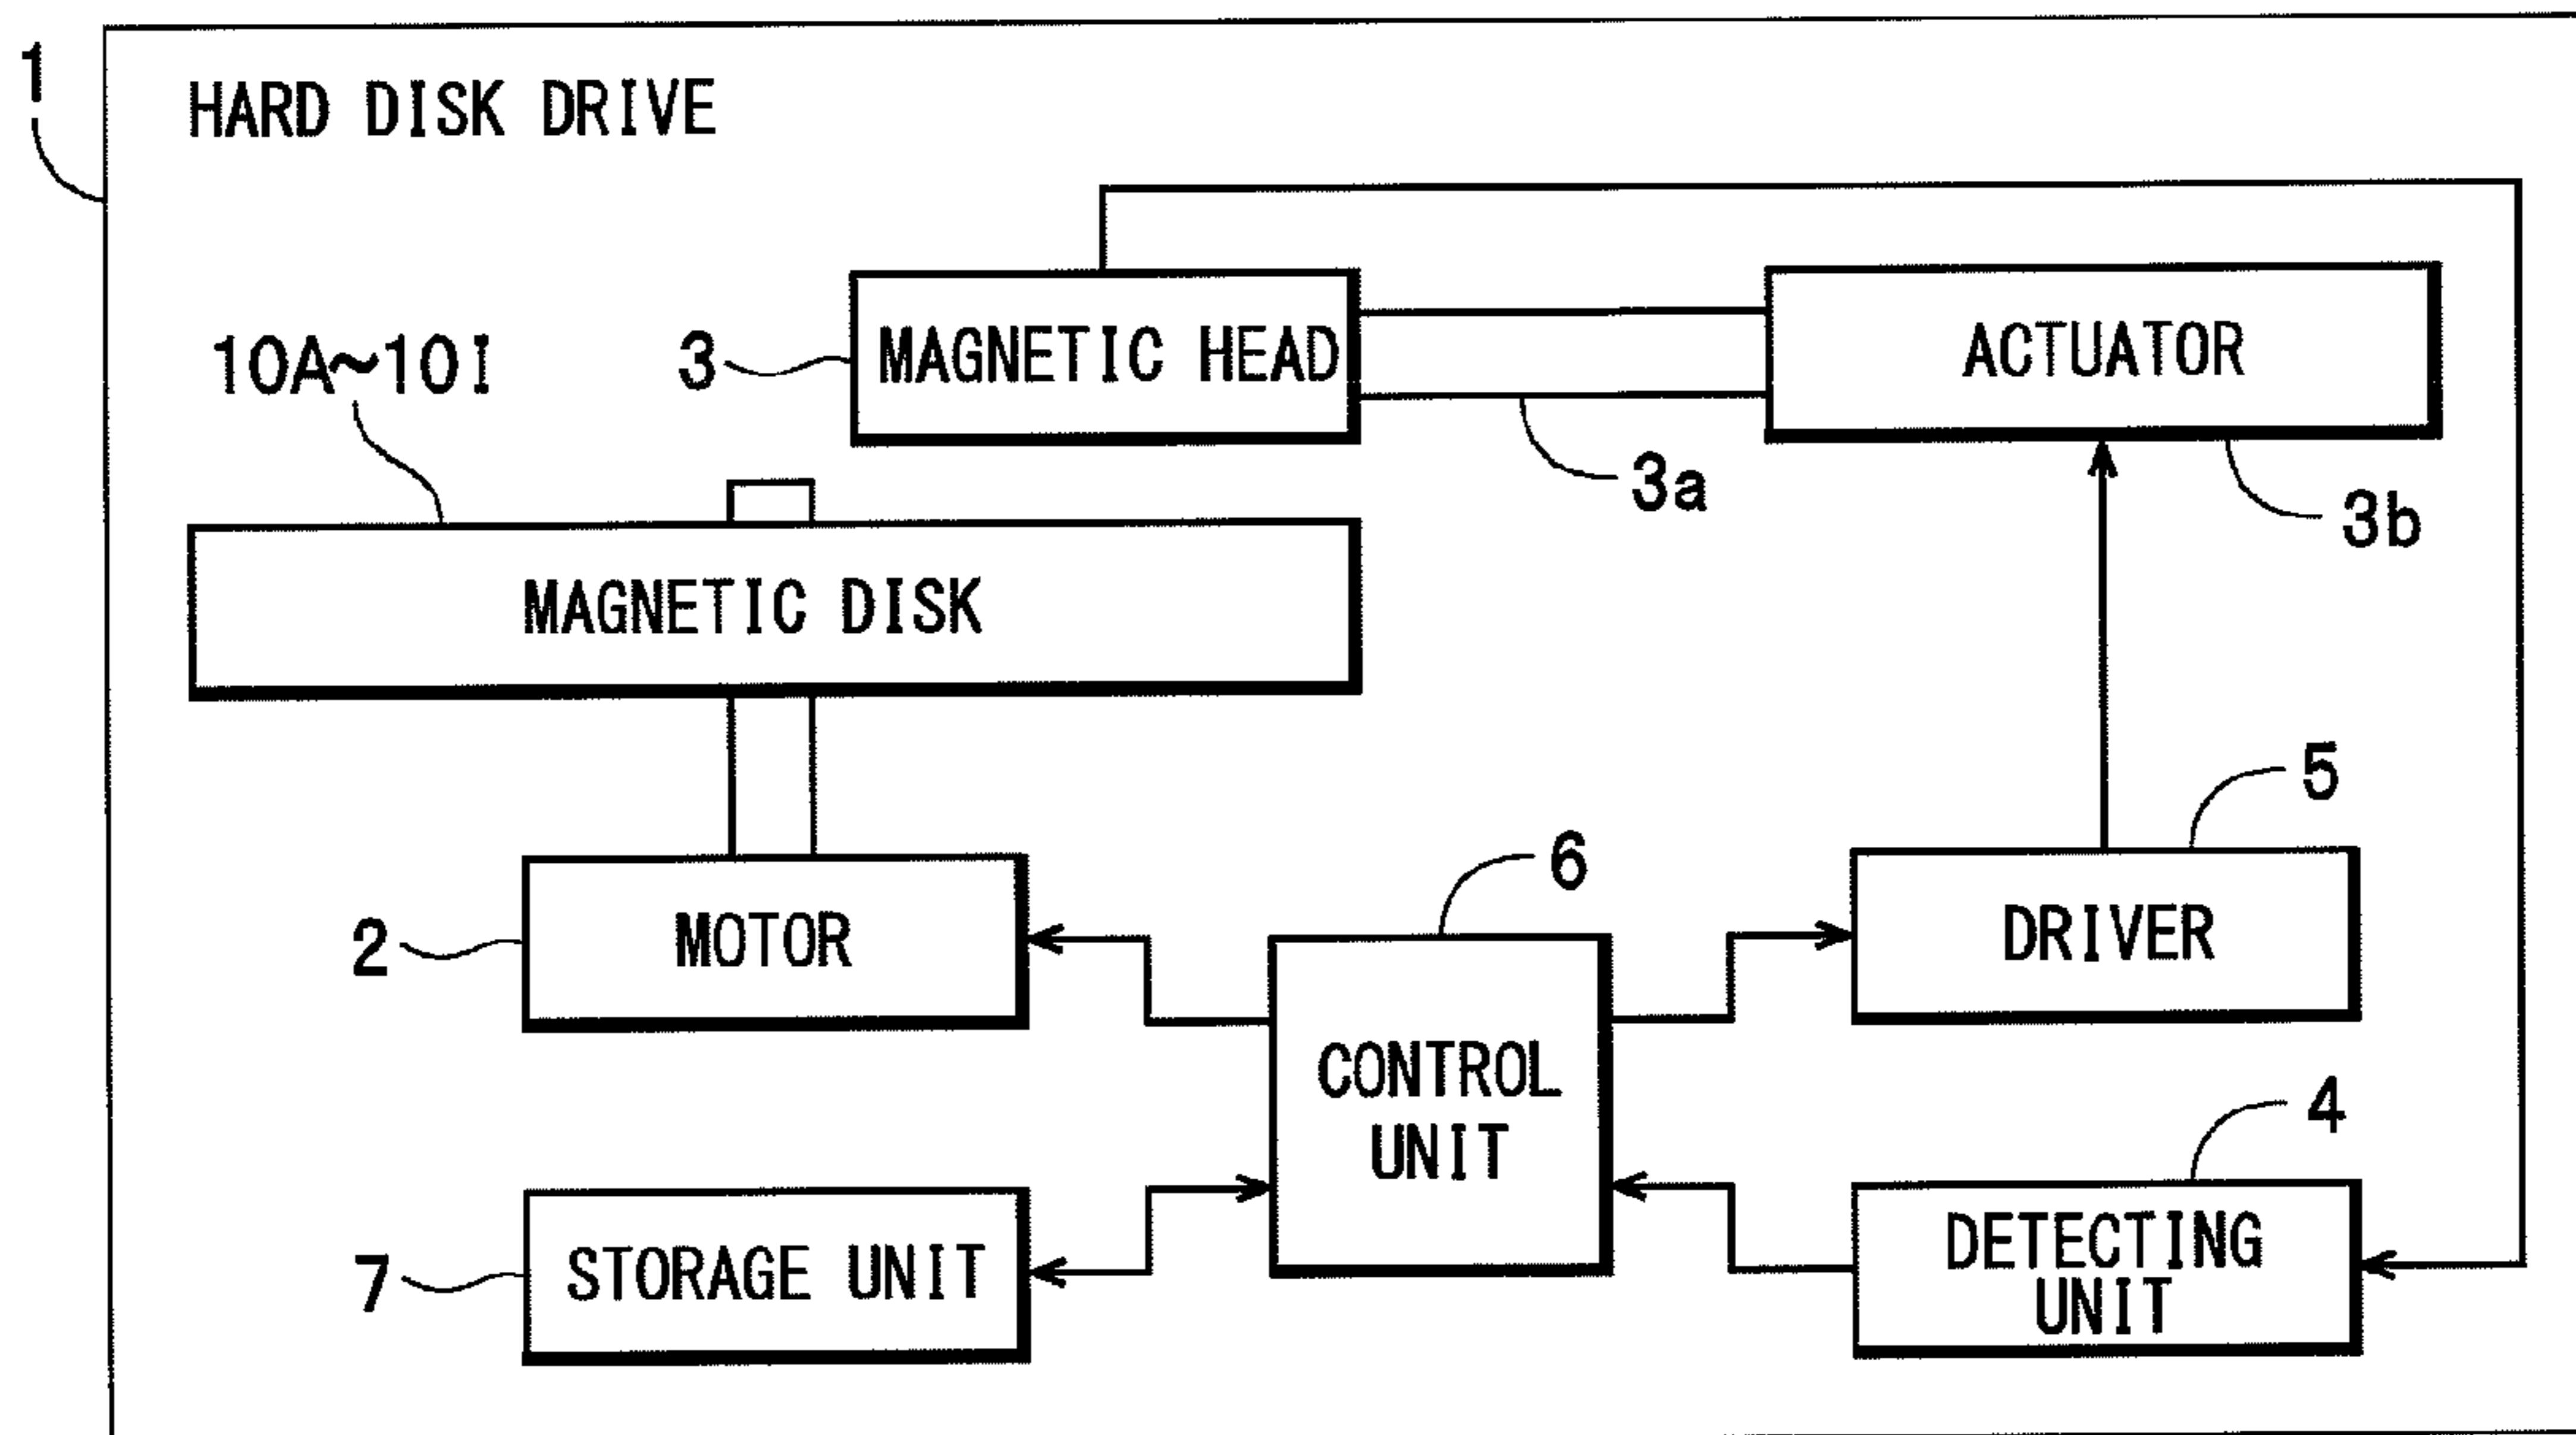 1
HARD DISK DRIVE
10A~10I
3
MAGNETIC HEAD
ACTUATOR
3a
3b
MAGNETIC DISK
5
6
2
MOTOR
DRIVER
CONTROL
UNIT
4
7
STORAGE UNIT
DETECTING
UNIT